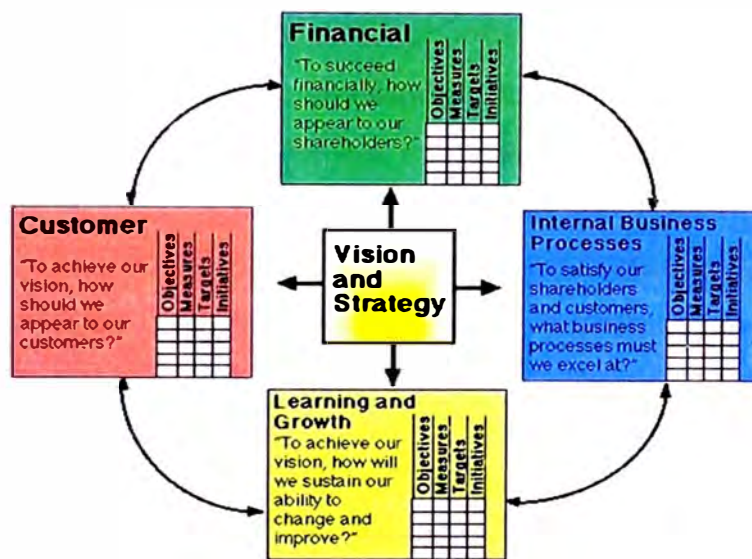 Financial
"To succeed
financially, how
should we
appear to our
shareholders?"
Objectives
Measures
Targets
Initiatives
Customer
"To achieve our
vision, how
should we
appear to our
customers?"
Objectives
Measures
Targets
Initiatives
Vision
and
Strategy
Internal Business
Processes
"To satisfy our
shareholders
and customers,
what business
processes must
we excel at?"
Objectives
Measures
Targets
Initiatives
Learning and
Growth
"To achieve our
vision, how will
we sustain our
ability to
change and
improve?"
Objectives
Measures
Targets
Initiatives